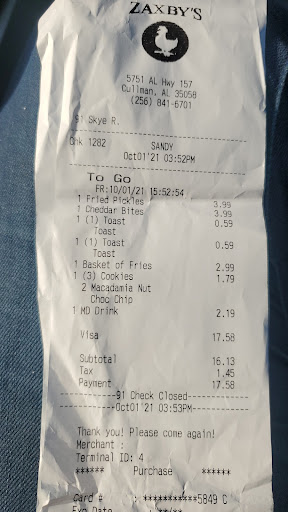 ZAXBY'S
5751 AL Hwy 157
Cullman, AL 35058
(256) 841-6701
91 Skye R.
Chk 1282 SANDY
Oct01'21 03:52PM
To Go
FR:10/01/21 15:52:54
1 Fried Pickles 3.99
1 Cheddar Bites 3.99
1 (1) Toast 0.59
Toast
1 (1) Toast 0.59
Toast
1 Basket of Fries 2.99
1 (3) Cookies 1.79
2 Macadamia Nut
Choc Chip
1 MD Drink 2.19
Visa 17.58
Subtotal 16.13
Tax 1.45
Payment 17.58
--------91 Check Closed-----------
--------Oct01'21 03:53PM----------
Thank you! Please come again!
Merchant :
Terminal ID: 4
****** Purchase ******
Card # : ***********5849 C
Exp Date : **/**